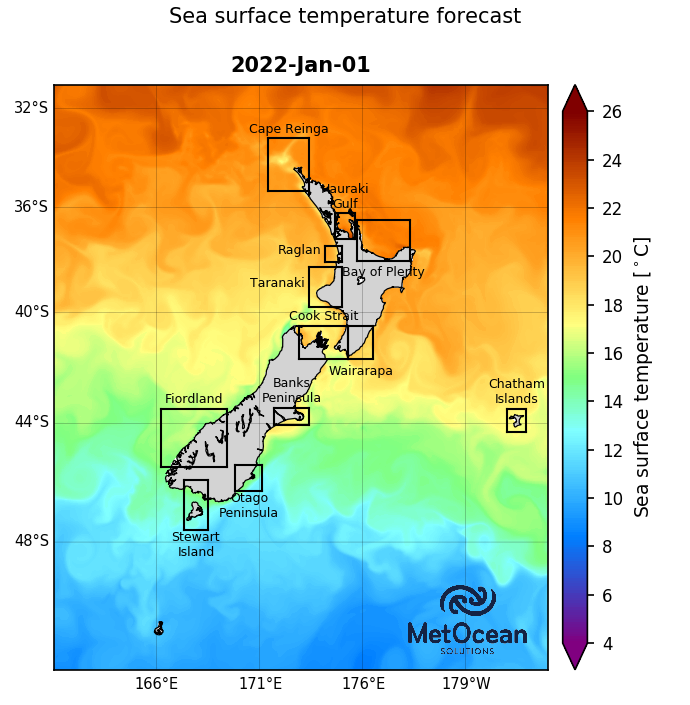 Sea surface temperature forecast
2022-Jan-01
32°S
36°S
40°S
44°S
48°S
166°E
171°E
176°E
179°W
Cape Reinga
Hauraki
Gulf
Raglan
Bay of Plenty
Taranaki
Cook Strait
Wairarapa
Banks
Peninsula
Chatham
Islands
Fiordland
Otago
Peninsula
Stewart
Island
MetOcean
SOLUTIONS
26
24
22
20
18
16
14
12
10
8
6
4
Sea surface temperature [°C]